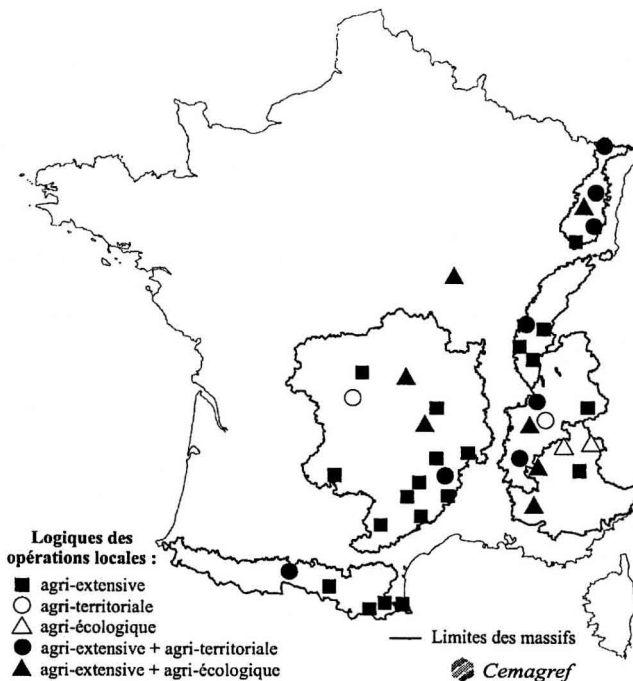 Logiques des
opérations locales :
agri-extensive
agri-territoriale
agri-écologique
agri-extensive + agri-territoriale
agri-extensive + agri-écologique
Limites des massifs
Cemagref